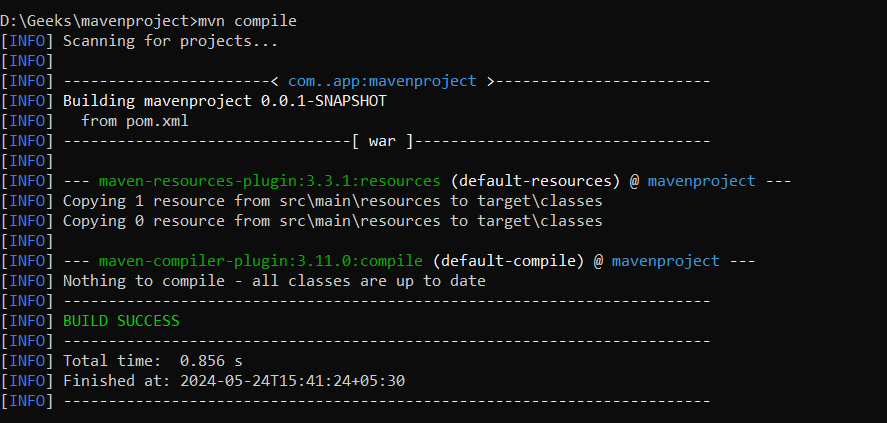 D:\Geeks\mavenproject>mvn compile
[INFO] Scanning for projects...
[INFO]
[INFO] -----------------------< com..app:mavenproject >------------------------
[INFO] Building mavenproject 0.0.1-SNAPSHOT
[INFO]   from pom.xml
[INFO] --------------------------------[ war ]---------------------------------
[INFO]
[INFO] --- maven-resources-plugin:3.3.1:resources (default-resources) @ mavenproject ---
[INFO] Copying 1 resource from src\main\resources to target\classes
[INFO] Copying 0 resource from src\main\resources to target\classes
[INFO]
[INFO] --- maven-compiler-plugin:3.11.0:compile (default-compile) @ mavenproject ---
[INFO] Nothing to compile - all classes are up to date
[INFO] ------------------------------------------------------------------------
[INFO] BUILD SUCCESS
[INFO] ------------------------------------------------------------------------
[INFO] Total time:  0.856 s
[INFO] Finished at: 2024-05-24T15:41:24+05:30
[INFO] ------------------------------------------------------------------------